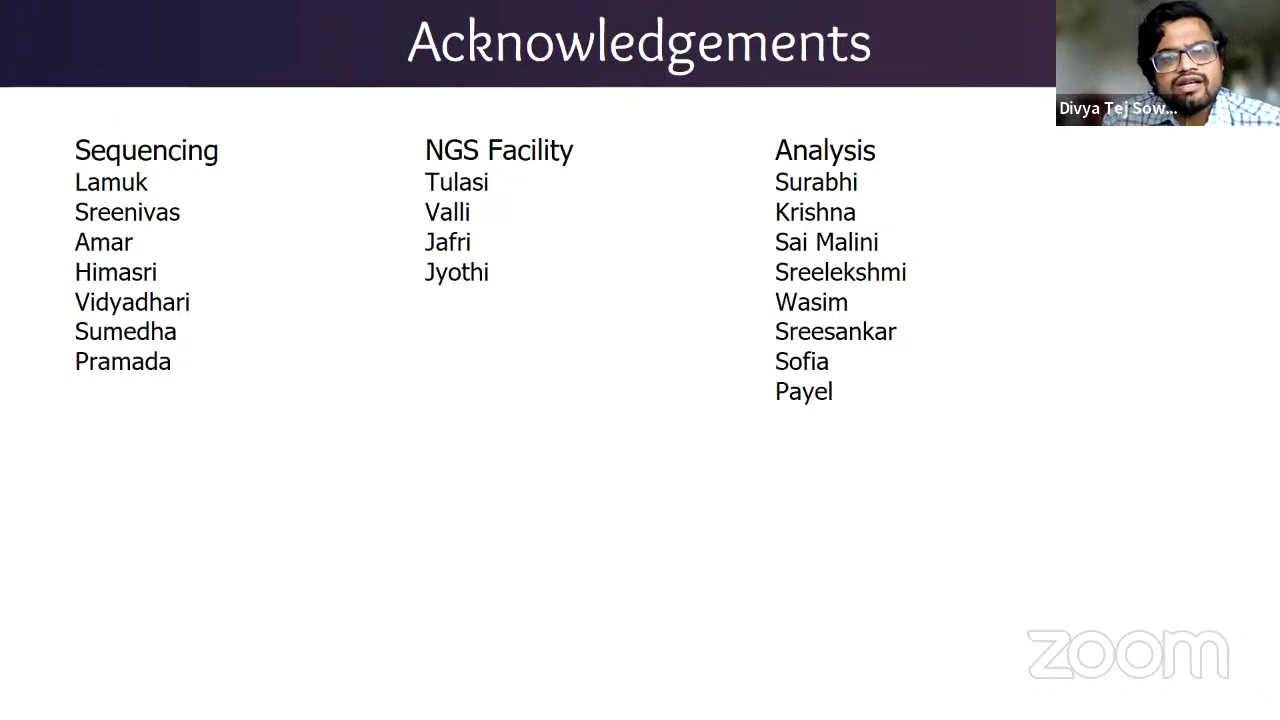 Acknowledgements
Divya Tej Sow...
Sequencing
Lamuk
Sreenivas
Amar
Himasri
Vidyadhari
Sumedha
Pramada
NGS Facility
Tulasi
Valli
Jafri
Jyothi
Analysis
Surabhi
Krishna
Sai Malini
Sreelekshmi
Wasim
Sreesankar
Sofia
Payel
zoom